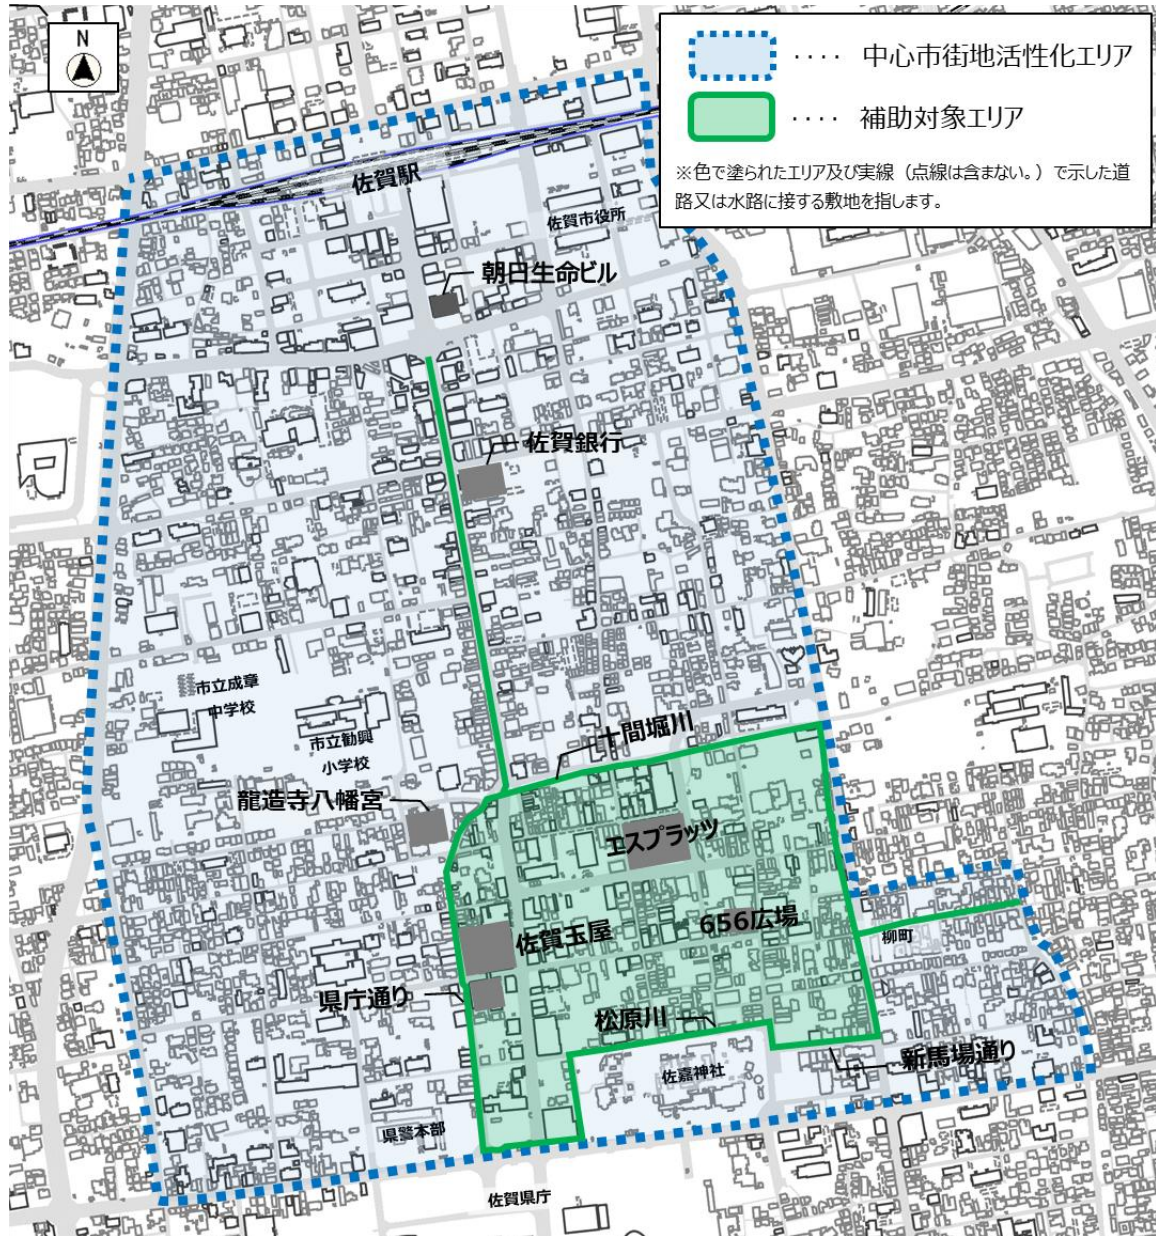 N
‥‥ 中心市街地活性化エリア
‥‥ 補助対象エリア
※色で塗られたエリア及び実線（点線は含まない。）で示した道
路又は水路に接する敷地を指します。
佐賀駅
佐賀市役所
朝日生命ビル
佐賀銀行
市立成章
中学校
市立勧興
小学校
十間堀川
龍造寺八幡宮
エスプラッツ
656広場
佐賀玉屋
柳町
県庁通り
松原川
新馬場通り
佐嘉神社
県警本部
佐賀県庁